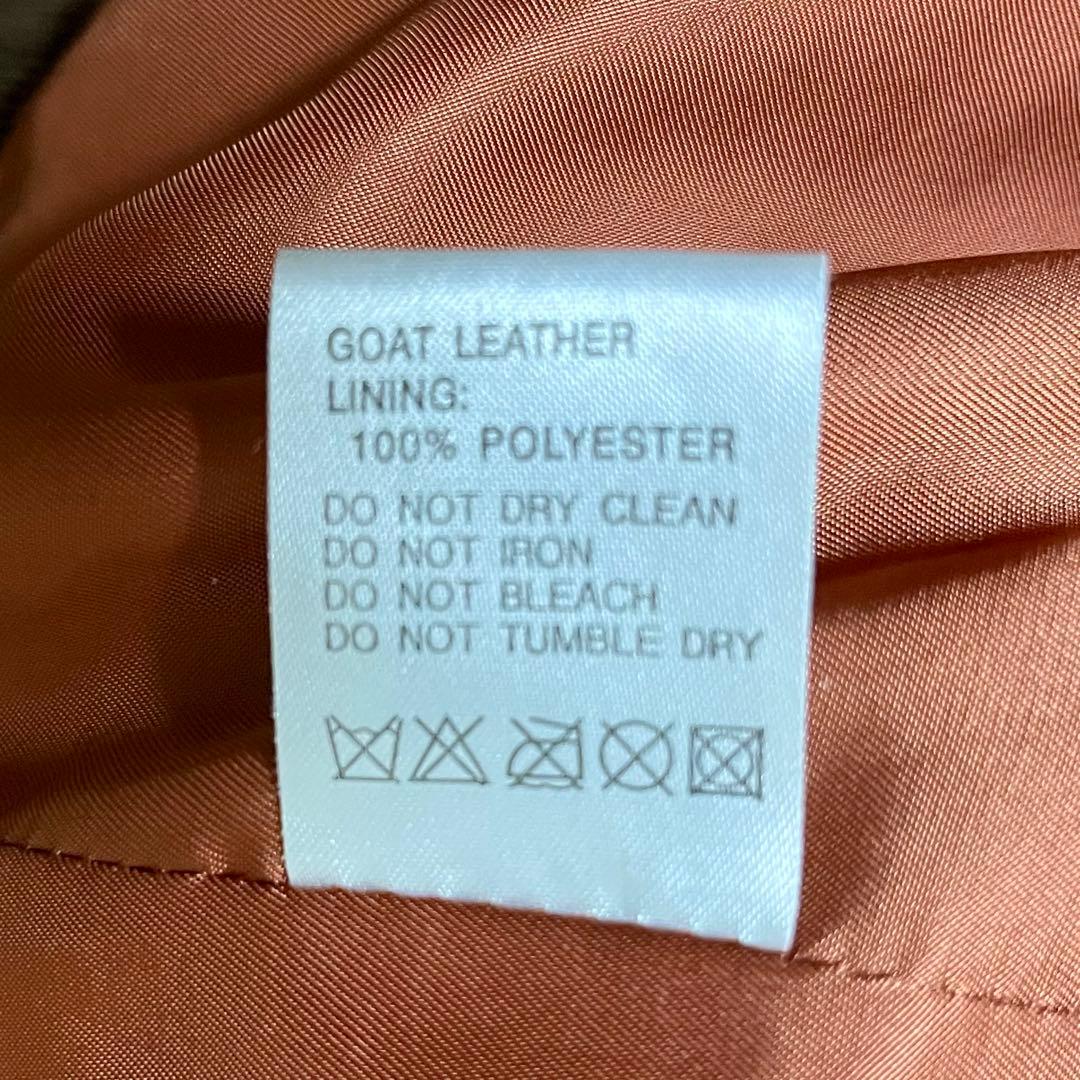 GOAT LEATHER
LINING:
100% POLYESTER
DO NOT DRY CLEAN
DO NOT IRON
DO NOT BLEACH
DO NOT TUMBLE DRY